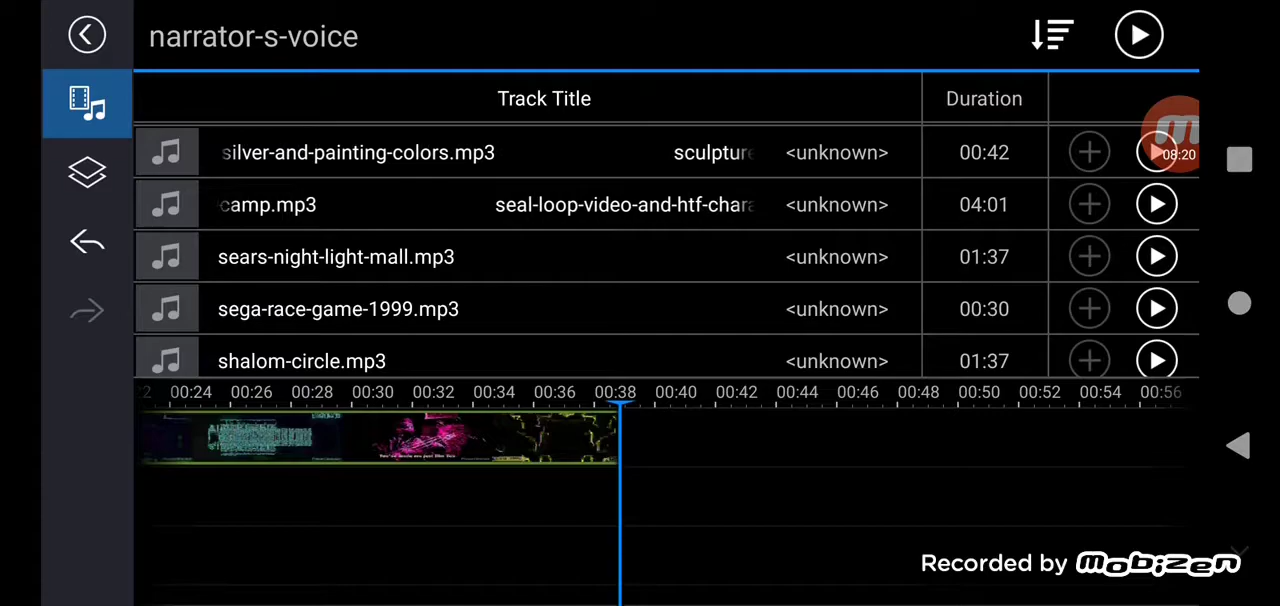 narrator-s-voice
Track Title Duration
silver-and-painting-colors.mp3 sculpture <unknown> 00:42
08:20
camp.mp3 seal-loop-video-and-htf-chara <unknown> 04:01
sears-night-light-mall.mp3 <unknown> 01:37
sega-race-game-1999.mp3 <unknown> 00:30
shalom-circle.mp3 <unknown> 01:37
22 00:24 00:26 00:28 00:30 00:32 00:34 00:36 00:38 00:40 00:42 00:44 00:46 00:48 00:50 00:52 00:54 00:56
Recorded by Mobizen